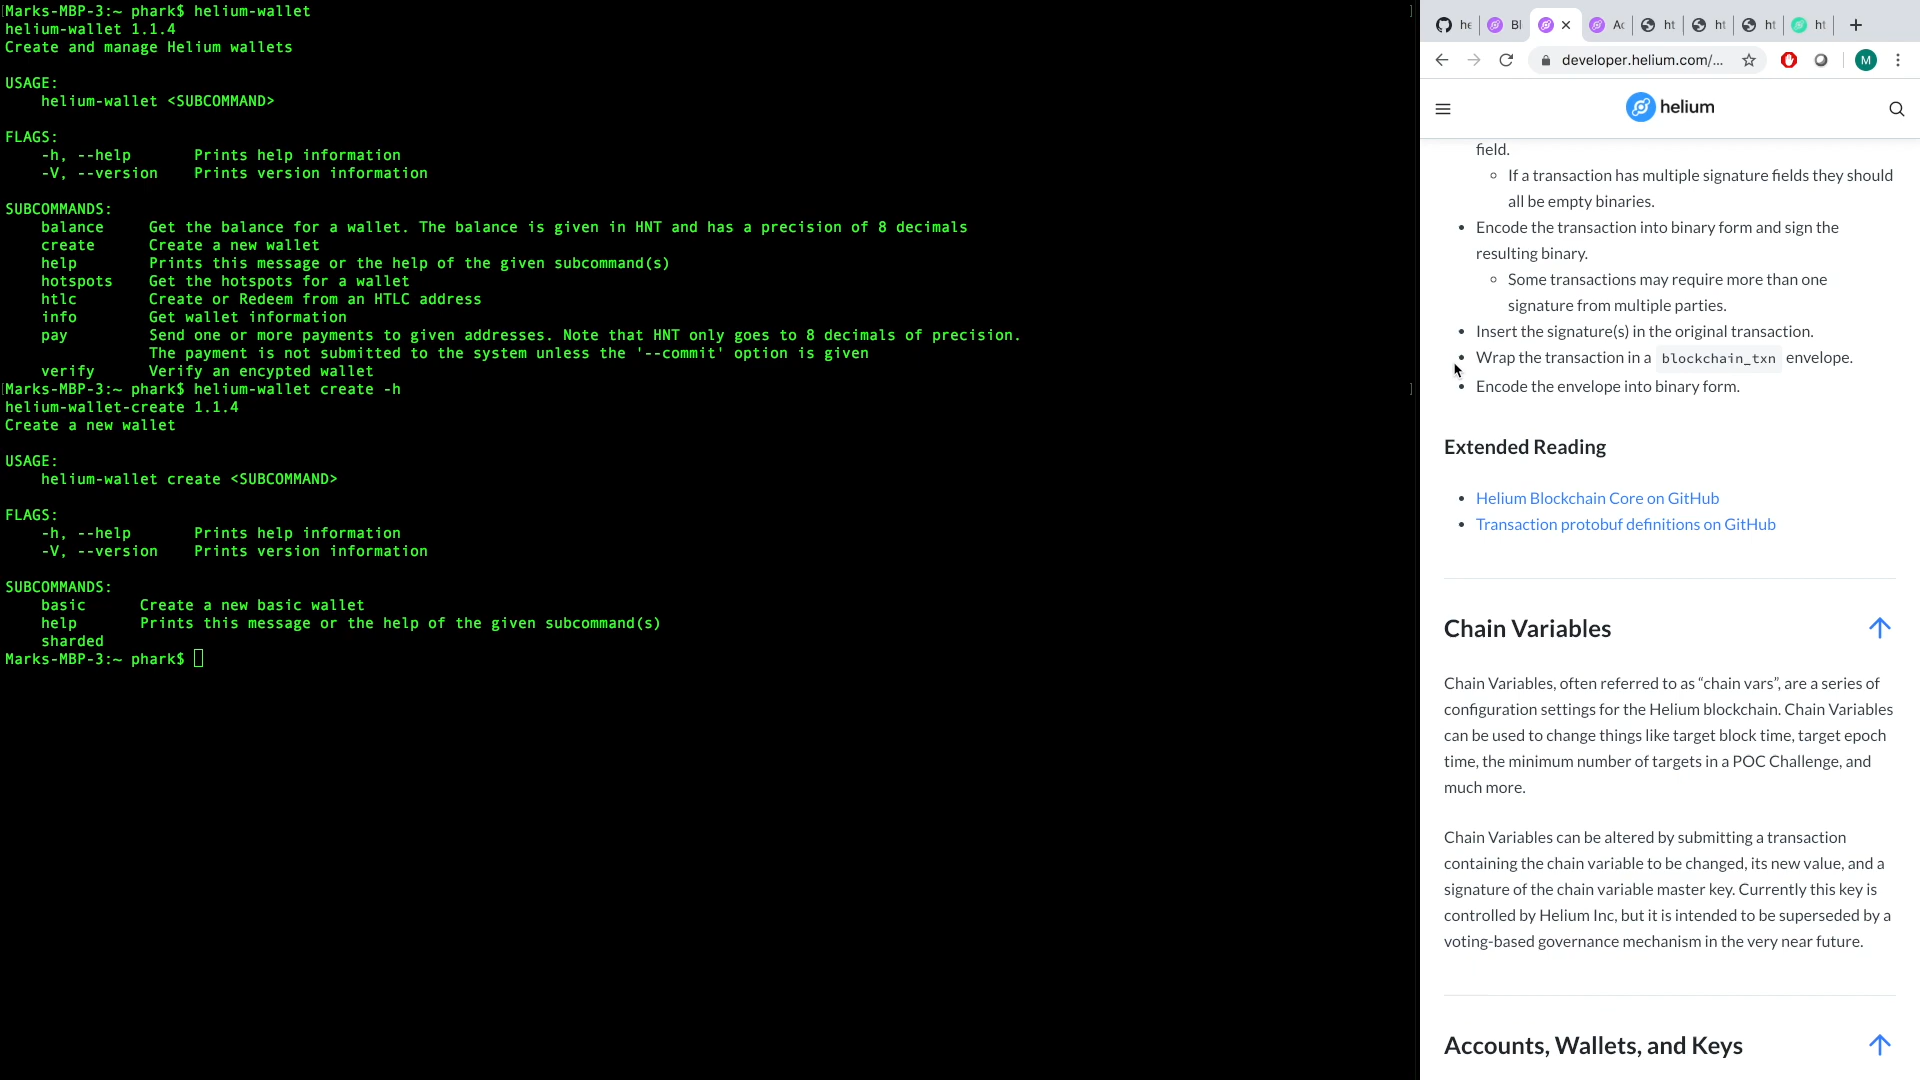 Marks-MBP-3:~ phark$ helium-wallet
helium-wallet 1.1.4
Create and manage Helium wallets
USAGE:
helium-wallet <SUBCOMMAND>
FLAGS:
-h, --help Prints help information
-V, --version Prints version information
SUBCOMMANDS:
balance Get the balance for a wallet. The balance is given in HNT and has a precision of 8 decimals
create Create a new wallet
help Prints this message or the help of the given subcommand(s)
hotspots Get the hotspots for a wallet
htlc Create or Redeem from an HTLC address
info Get wallet information
pay Send one or more payments to given addresses. Note that HNT only goes to 8 decimals of precision.
The payment is not submitted to the system unless the '--commit' option is given
verify Verify an encypted wallet
Marks-MBP-3:~ phark$ helium-wallet create -h
helium-wallet-create 1.1.4
Create a new wallet
USAGE:
helium-wallet create <SUBCOMMAND>
FLAGS:
-h, --help Prints help information
-V, --version Prints version information
SUBCOMMANDS:
basic Create a new basic wallet
help Prints this message or the help of the given subcommand(s)
sharded
Marks-MBP-3:~ phark$
he Bl Ac ht ht ht ht
developer.helium.com/... M
helium
field.
If a transaction has multiple signature fields they should
all be empty binaries.
Encode the transaction into binary form and sign the
resulting binary.
Some transactions may require more than one
signature from multiple parties.
Insert the signature(s) in the original transaction.
Wrap the transaction in a blockchain_txn envelope.
Encode the envelope into binary form.
Extended Reading
Helium Blockchain Core on GitHub
Transaction protobuf definitions on GitHub
Chain Variables
Chain Variables, often referred to as “chain vars”, are a series of
configuration settings for the Helium blockchain. Chain Variables
can be used to change things like target block time, target epoch
time, the minimum number of targets in a POC Challenge, and
much more.
Chain Variables can be altered by submitting a transaction
containing the chain variable to be changed, its new value, and a
signature of the chain variable master key. Currently this key is
controlled by Helium Inc, but it is intended to be superseded by a
voting-based governance mechanism in the very near future.
Accounts, Wallets, and Keys